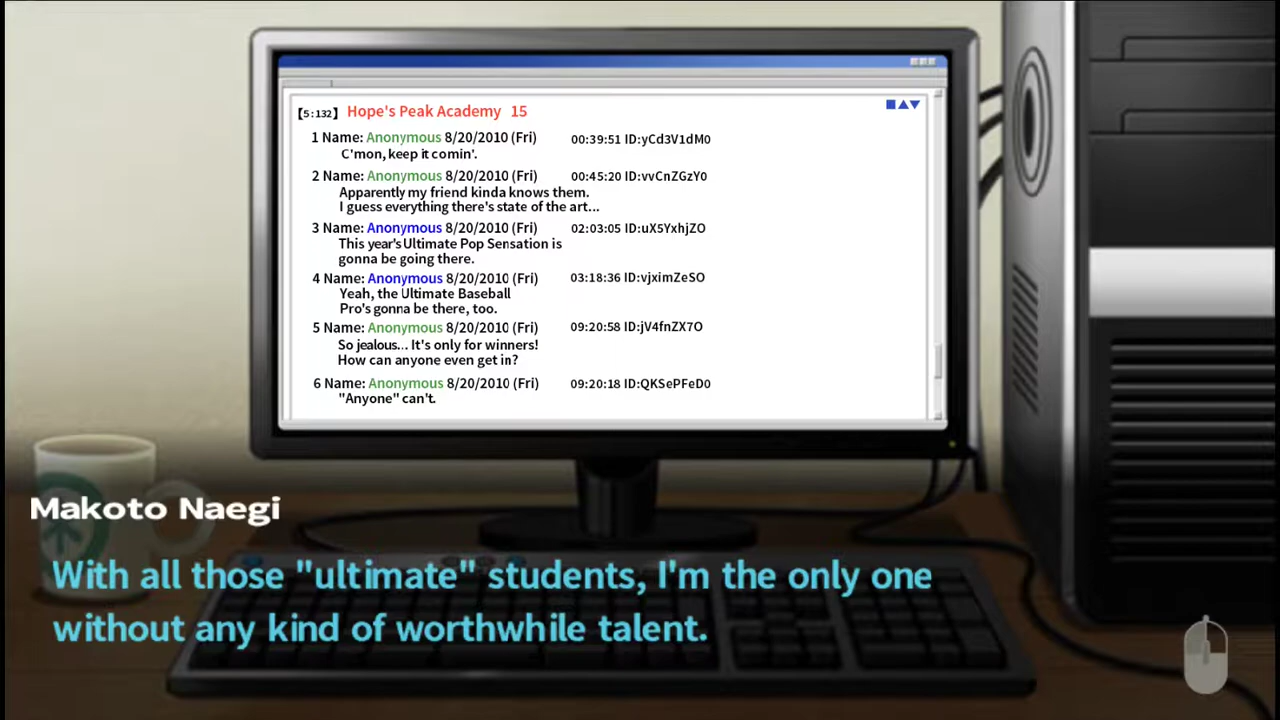 【5:132】 Hope's Peak Academy 15
1 Name: Anonymous 8/20/2010 (Fri) 00:39:51 ID:yCd3V1dM0
C'mon, keep it comin'.
2 Name: Anonymous 8/20/2010 (Fri) 00:45:20 ID:vvCnZGzY0
Apparently my friend kinda knows them.
I guess everything there's state of the art...
3 Name: Anonymous 8/20/2010 (Fri) 02:03:05 ID:uX5YxhjZO
This year's Ultimate Pop Sensation is
gonna be going there.
4 Name: Anonymous 8/20/2010 (Fri) 03:18:36 ID:vjximZeSO
Yeah, the Ultimate Baseball
Pro's gonna be there, too.
5 Name: Anonymous 8/20/2010 (Fri) 09:20:58 ID:jV4fnZX7O
So jealous... It's only for winners!
How can anyone even get in?
6 Name: Anonymous 8/20/2010 (Fri) 09:20:18 ID:QKSePFeD0
"Anyone" can't.
Makoto Naegi
With all those "ultimate" students, I'm the only one
without any kind of worthwhile talent.